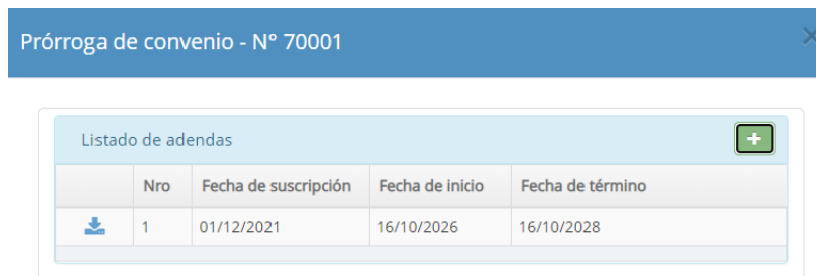 Prórroga de convenio - N° 70001
Listado de adendas
Nro Fecha de suscripción Fecha de inicio Fecha de término
1 01/12/2021 16/10/2026 16/10/2028